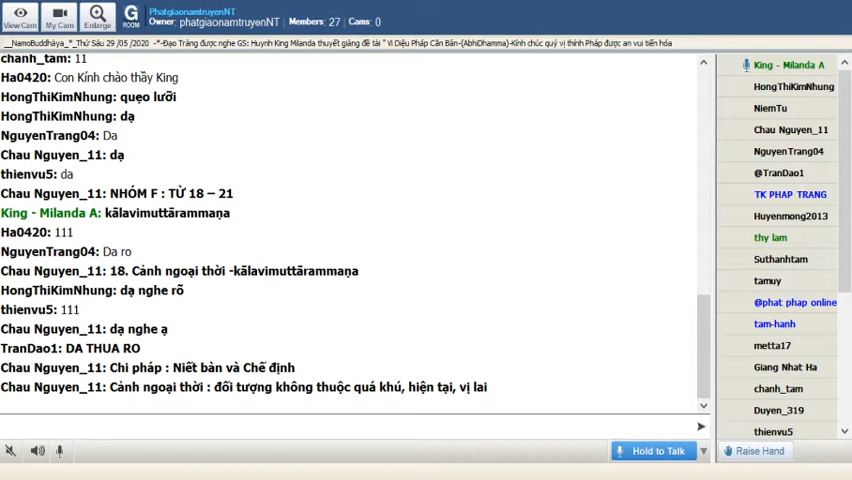 PhatgiaonamtruyenNT
Owner: phatgiaonamtruyenNT Members: 27 Cams: 0
View Cam
My Cam
Enlarge
G
ROOM
__NamoBuddhàya_*_Thứ Sáu 29 /05 /2020 -*-Đạo Tràng được nghe GS: Huynh King Milanda thuyết giảng đề tài " Vi Diệu Pháp Căn Bản-(AbhiDhamma)-Kính chúc quý vị thính Pháp được an vui tiến hóa
chanh_tam: 11
Ha0420: Con Kính chào thầy King
HongThiKimNhung: quẹo lưỡi
HongThiKimNhung: dạ
NguyenTrang04: Da
Chau Nguyen_11: dạ
thienvu5: da
Chau Nguyen_11: NHÓM F : TỪ 18 – 21
King - Milanda A: kālavimuttārammaṇa
Ha0420: 111
NguyenTrang04: Da ro
Chau Nguyen_11: 18. Cảnh ngoại thời -kālavimuttārammaṇa
HongThiKimNhung: dạ nghe rõ
thienvu5: 111
Chau Nguyen_11: dạ nghe ạ
TranDao1: DA THUA RO
Chau Nguyen_11: Chi pháp : Niết bàn và Chế định
Chau Nguyen_11: Cảnh ngoại thời : đối tượng không thuộc quá khú, hiện tại, vị lai
King - Milanda A
HongThiKimNhung
NiemTu
Chau Nguyen_11
NguyenTrang04
@TranDao1
TK PHAP TRANG
Huyenmong2013
thy lam
Suthanhtam
tamuy
@phat phap online
tam-hanh
metta17
Giang Nhat Ha
chanh_tam
Duyen_319
thienvu5
Hold to Talk
Raise Hand